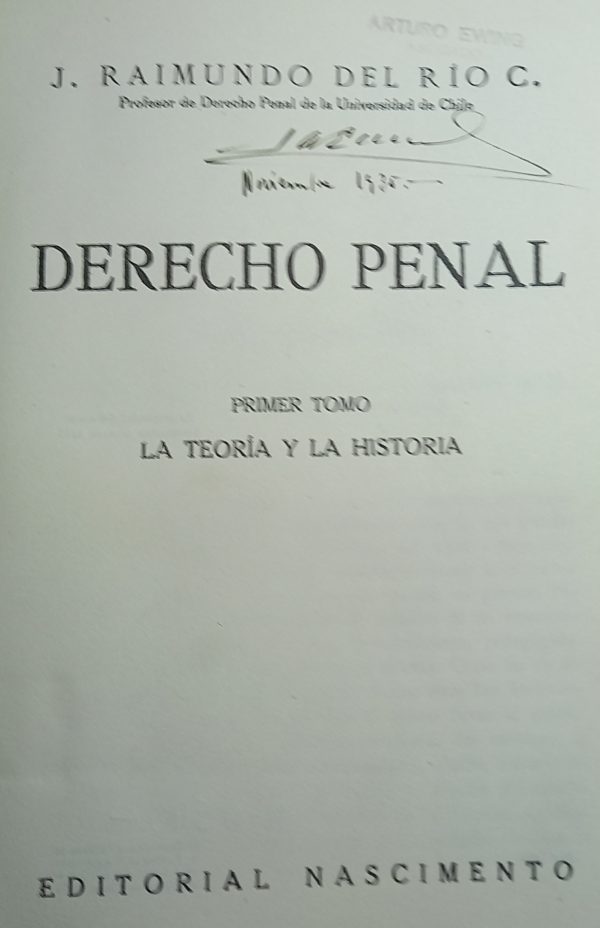 ARTURO EWING
J. RAIMUNDO DEL RÍO C.
Profesor de Derecho Penal de la Universidad de Chile
Noviembre
DERECHO PENAL
PRIMER TOMO
LA TEORÍA Y LA HISTORIA
EDITORIAL NASCIMENTO